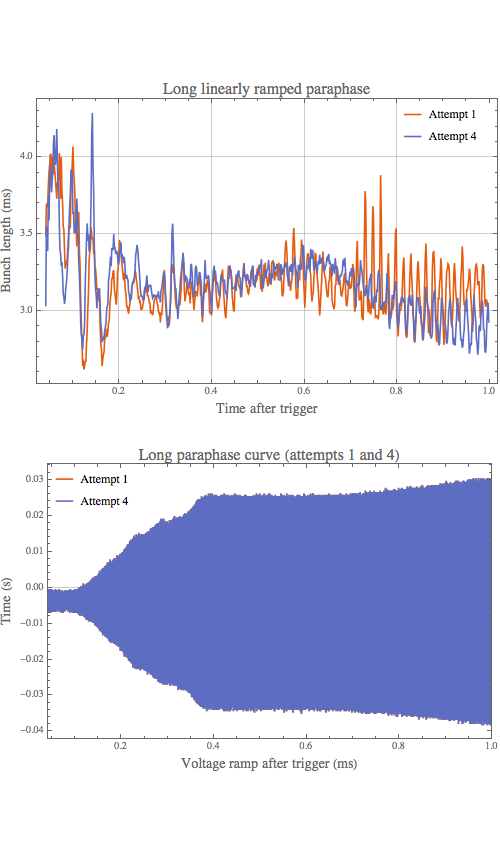 Long linearly ramped paraphase
Attempt 1
Attempt 4
4.0
3.5
3.0
Bunch length (ms)
0.2
0.4
0.6
0.8
1.0
Time after trigger
Long paraphase curve (attempts 1 and 4)
Attempt 1
Attempt 4
0.03
0.02
0.01
0.00
−0.01
−0.02
−0.03
−0.04
Time (s)
0.2
0.4
0.6
0.8
1.0
Voltage ramp after trigger (ms)